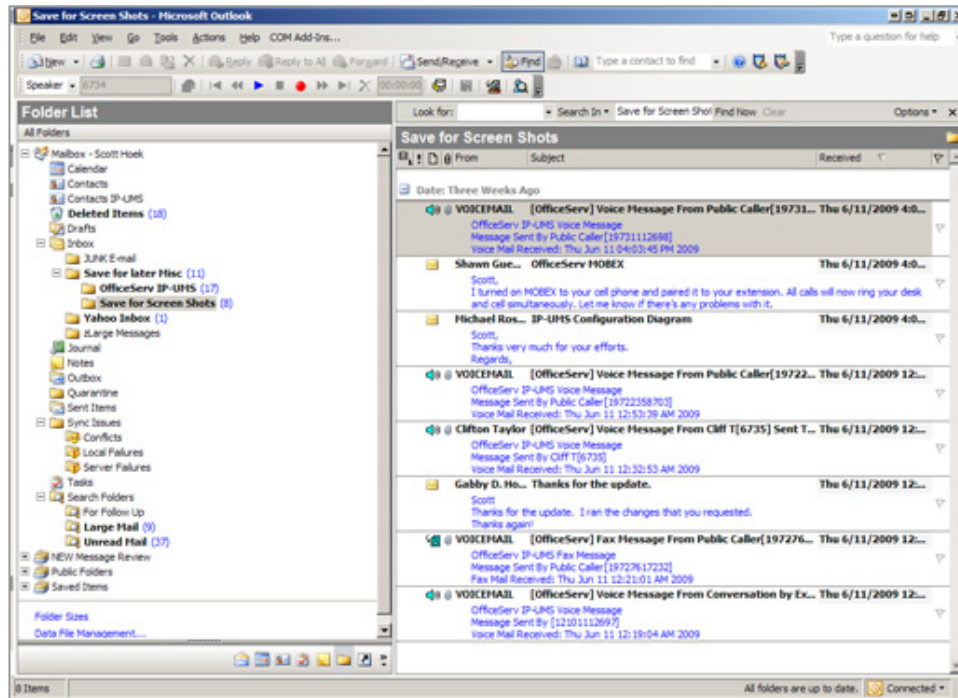 Save for Screen Shots - Microsoft Outlook
File Edit View Go Tools Actions Help COM Add-Ins...
Type a question for help
New Reply Reply to All Forward Send/Receive Find Type a contact to find
Speaker 6734 00:00:00
Folder List
All Folders
Mailbox - Scott Hoek
Calendar
Contacts
Contacts IP-UMS
Deleted Items (18)
Drafts
Inbox
JUNK E-mail
Save for later Misc (11)
OfficeServ IP-UMS (17)
Save for Screen Shots (8)
Yahoo Inbox (1)
zLarge Messages
Journal
Notes
Outbox
Quarantine
Sent Items
Sync Issues
Conflicts
Local Failures
Server Failures
Tasks
Search Folders
For Follow Up
Large Mail (9)
Unread Mail (37)
NEW Message Review
Public Folders
Saved Items
Folder Sizes
Data File Management...
Look for: Search In Save for Screen Shot Find Now Clear Options
Save for Screen Shots
From Subject Received
Date: Three Weeks Ago
VOICEMAIL [OfficeServ] Voice Message From Public Caller[19731... Thu 6/11/2009 4:0...
OfficeServ IP-UMS Voice Message
Message Sent By Public Caller[19731112698]
Voice Mail Received: Thu Jun 11 04:03:45 PM 2009
Shawn Gue... OfficeServ MOBEX Thu 6/11/2009 4:0...
Scott,
I turned on MOBEX to your cell phone and paired it to your extension. All calls will now ring your desk
and cell simultaneously. Let me know if there's any problems with it.
Michael Ros... IP-UMS Configuration Diagram Thu 6/11/2009 4:0...
Scott,
Thanks very much for your efforts.
Regards,
VOICEMAIL [OfficeServ] Voice Message From Public Caller[19722... Thu 6/11/2009 12:...
OfficeServ IP-UMS Voice Message
Message Sent By Public Caller[19722358703]
Voice Mail Received: Thu Jun 11 12:53:39 AM 2009
Clifton Taylor [OfficeServ] Voice Message From Cliff T[6735] Sent T... Thu 6/11/2009 12:...
OfficeServ IP-UMS Voice Message
Message Sent By Cliff T[6735]
Voice Mail Received: Thu Jun 11 12:32:53 AM 2009
Gabby D. Ho... Thanks for the update. Thu 6/11/2009 12:...
Scott
Thanks for the update. I ran the changes that you requested.
Thanks again!
VOICEMAIL [OfficeServ] Fax Message From Public Caller[197276... Thu 6/11/2009 12:...
OfficeServ IP-UMS Fax Message
Message Sent By Public Caller[19727617232]
Fax Mail Received: Thu Jun 11 12:21:01 AM 2009
VOICEMAIL [OfficeServ] Voice Message From Conversation by Ex... Thu 6/11/2009 12:...
OfficeServ IP-UMS Voice Message
Message Sent By [12101112697]
Voice Mail Received: Thu Jun 11 12:19:04 AM 2009
8 Items
All folders are up to date. Connected